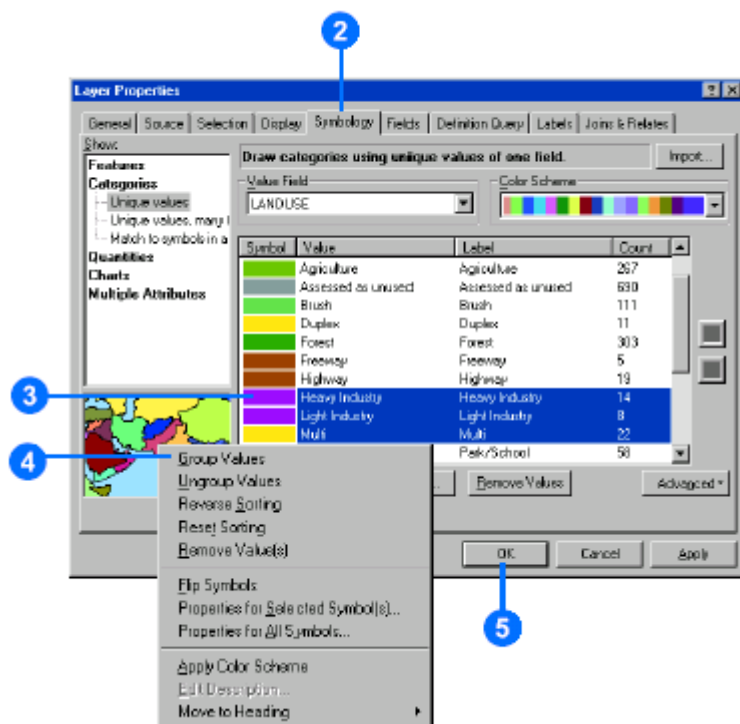 2
Layer Properties
General Source Selection Display Symbology Fields Definition Query Labels Joins & Relates
Show:
Features
Categories
Unique values
Unique values, many f
Match to symbols in a
Quantities
Charts
Multiple Attributes
Draw categories using unique values of one field.
Import...
Value Field
LANDUSE
Color Scheme
Symbol Value Label Count
Agriculture Agriculture 267
Assessed as unused Assessed as unused 690
Brush Brush 111
Duplex Duplex 11
Forest Forest 303
Freeway Freeway 5
Highway Highway 19
3
Heavy Industry Heavy Industry 14
Light Industry Light Industry 8
Multi Multi 22
Park/School 58
4
Group Values
Ungroup Values
Reverse Sorting
Reset Sorting
Remove Value(s)
Flip Symbols
Properties for Selected Symbol(s)...
Properties for All Symbols...
Apply Color Scheme
Edit Description...
Move to Heading
... Remove Values Advanced
OK Cancel Apply
5